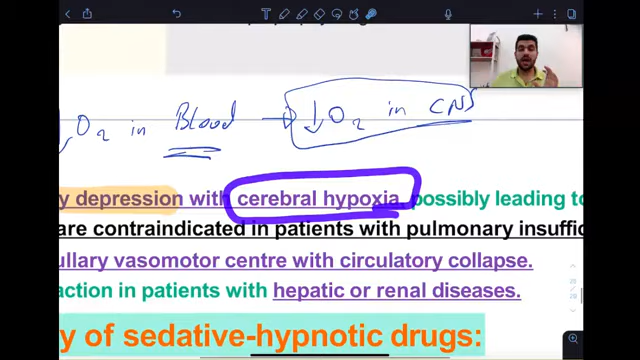 O2 in Blood → ↓ O2 in CNS
y depression with cerebral hypoxia, possibly leading to
are contraindicated in patients with pulmonary insuffic
ullary vasomotor centre with circulatory collapse.
action in patients with hepatic or renal diseases.
y of sedative-hypnotic drugs: